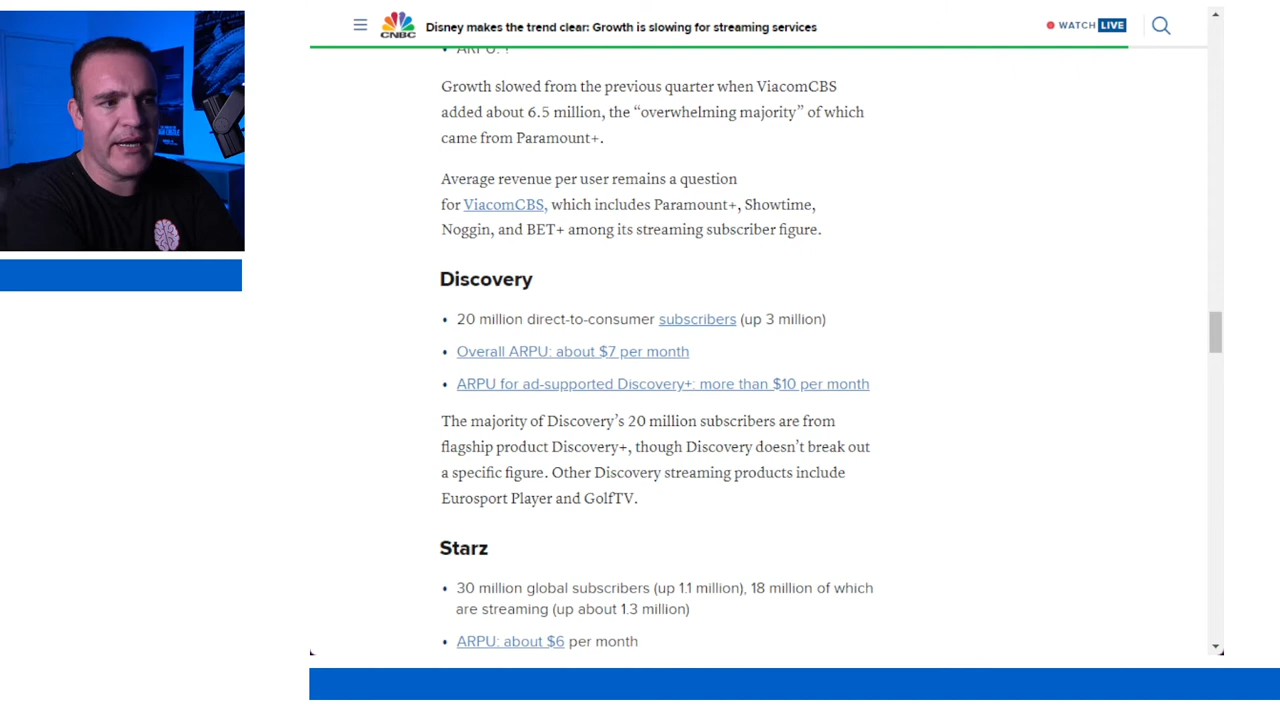 CNBC
Disney makes the trend clear: Growth is slowing for streaming services
WATCH LIVE
• ARPU: ?
Growth slowed from the previous quarter when ViacomCBS
added about 6.5 million, the “overwhelming majority” of which
came from Paramount+.
Average revenue per user remains a question
for ViacomCBS, which includes Paramount+, Showtime,
Noggin, and BET+ among its streaming subscriber figure.
Discovery
• 20 million direct-to-consumer subscribers (up 3 million)
• Overall ARPU: about $7 per month
• ARPU for ad-supported Discovery+: more than $10 per month
The majority of Discovery’s 20 million subscribers are from
flagship product Discovery+, though Discovery doesn’t break out
a specific figure. Other Discovery streaming products include
Eurosport Player and GolfTV.
Starz
• 30 million global subscribers (up 1.1 million), 18 million of which
are streaming (up about 1.3 million)
• ARPU: about $6 per month